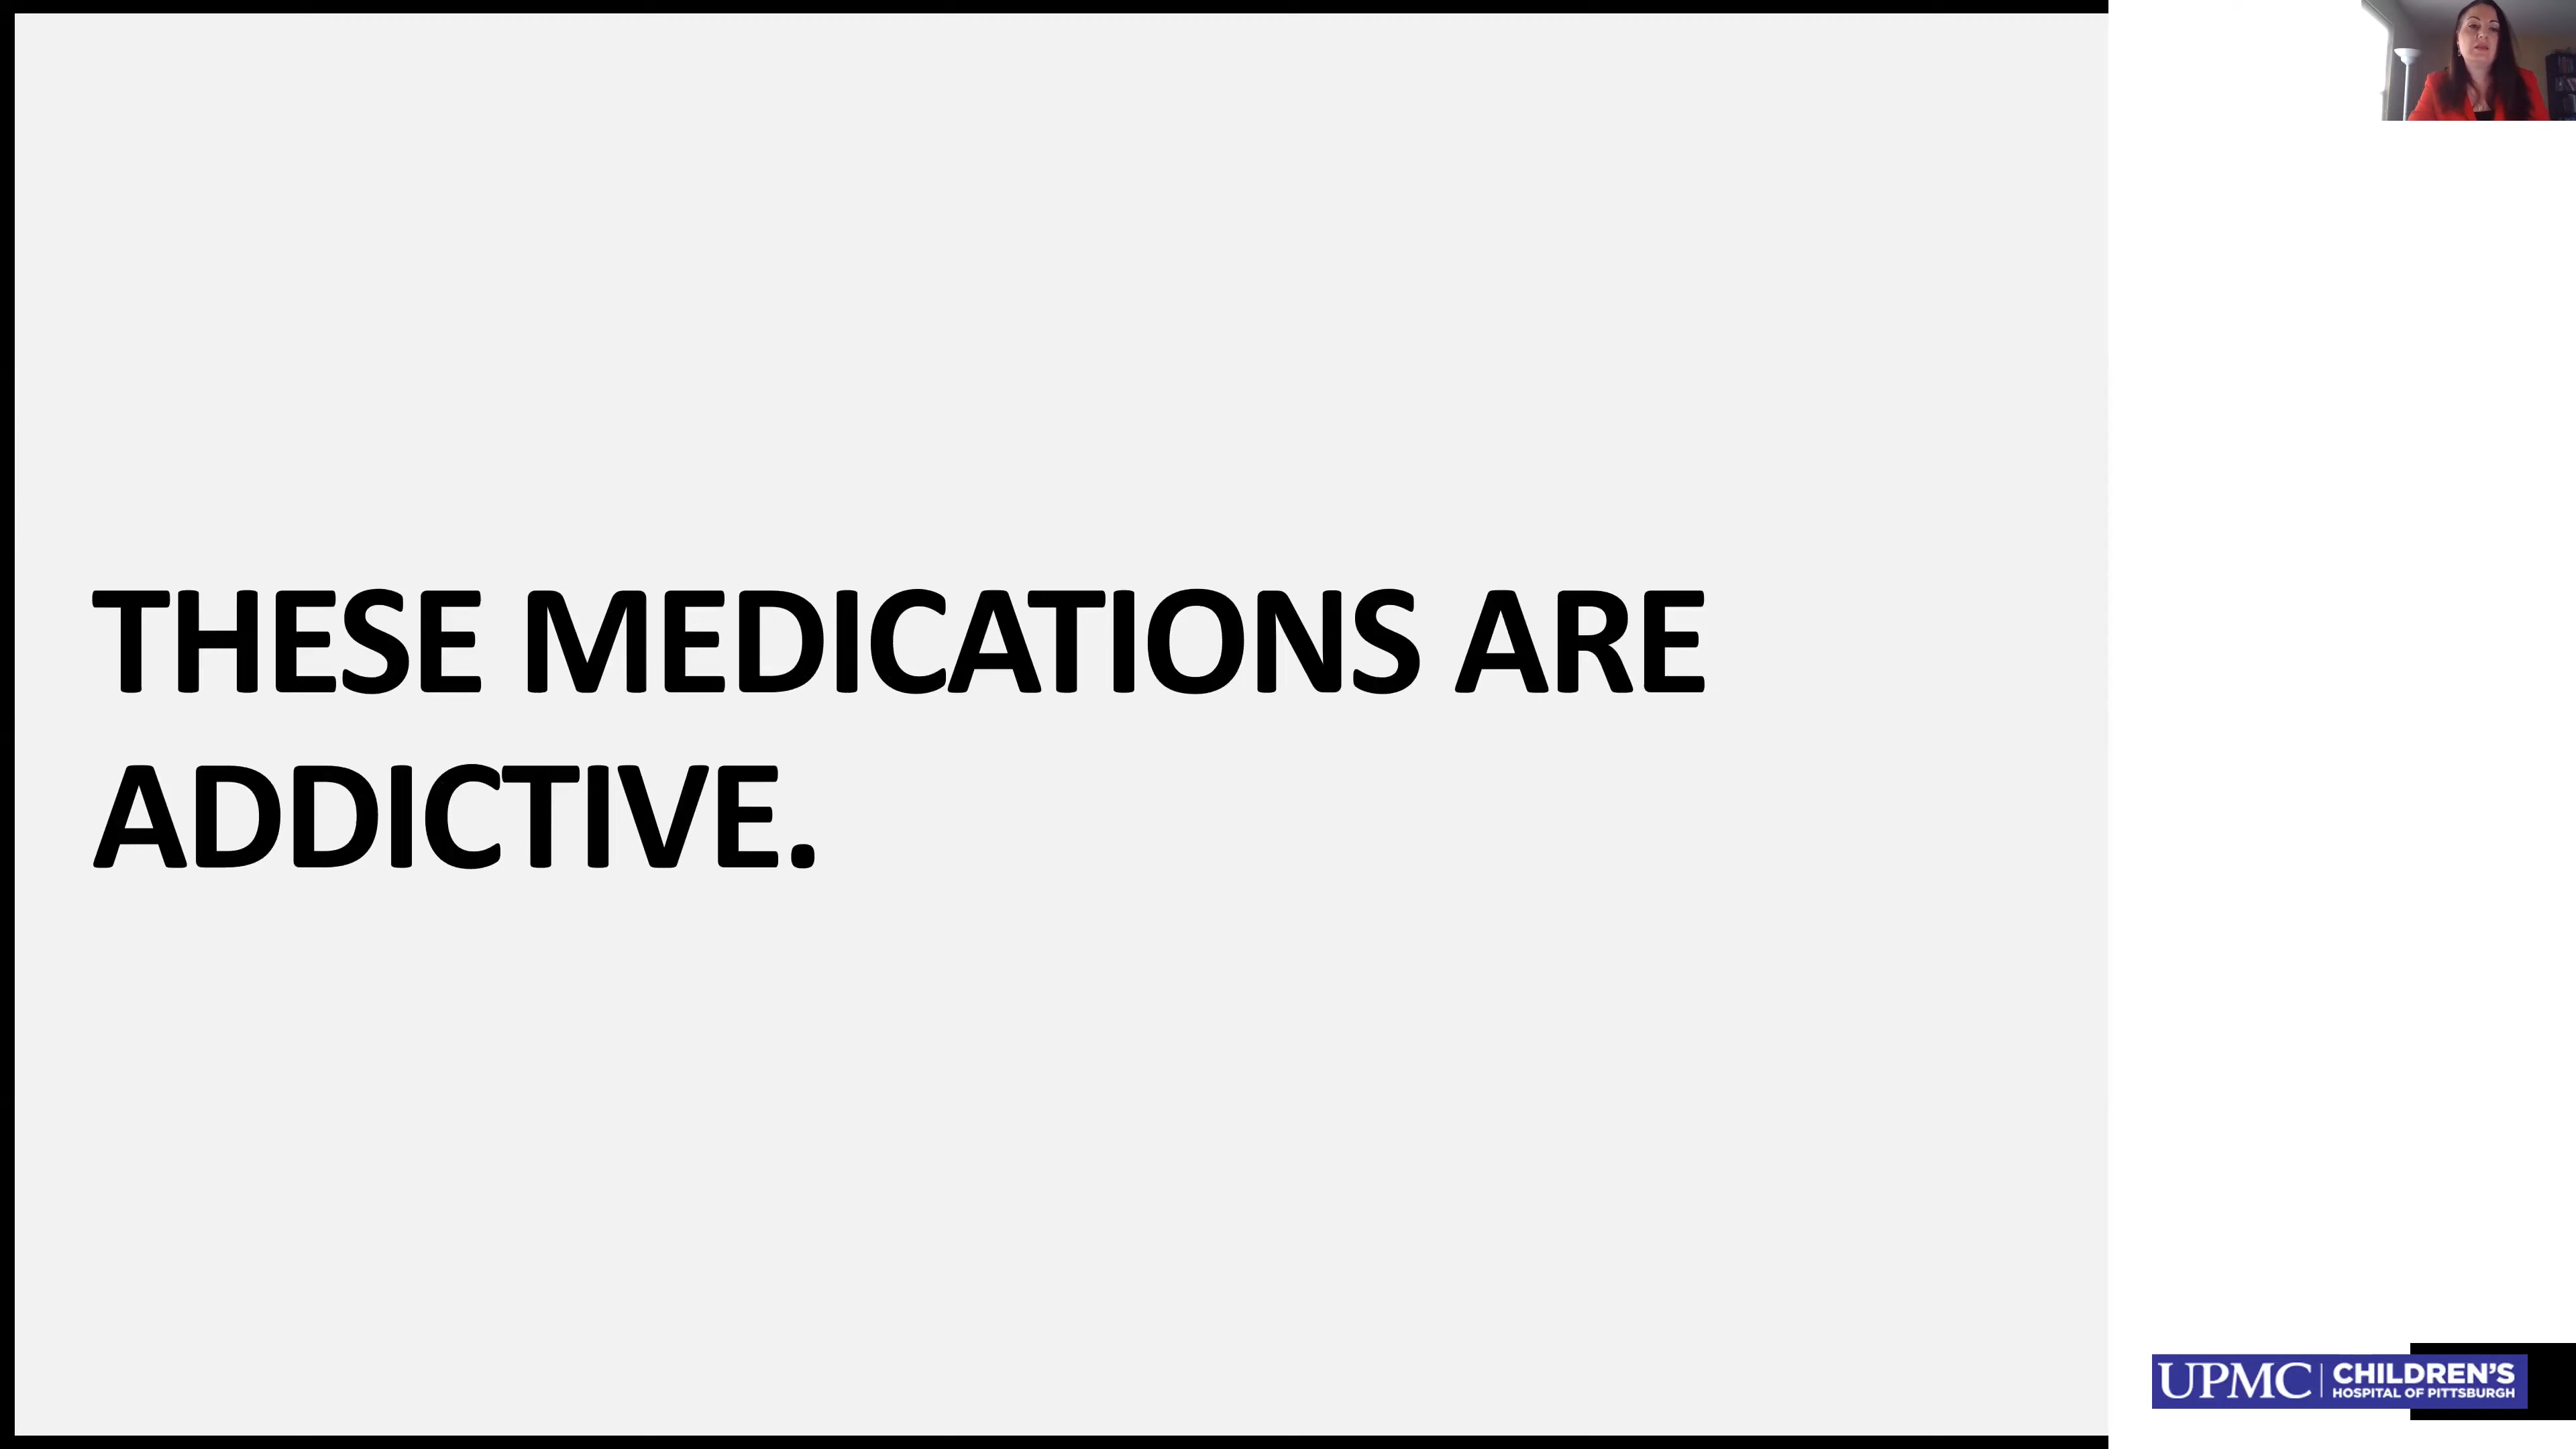 THESE MEDICATIONS ARE
ADDICTIVE.
UPMC
CHILDREN'S
HOSPITAL OF PITTSBURGH